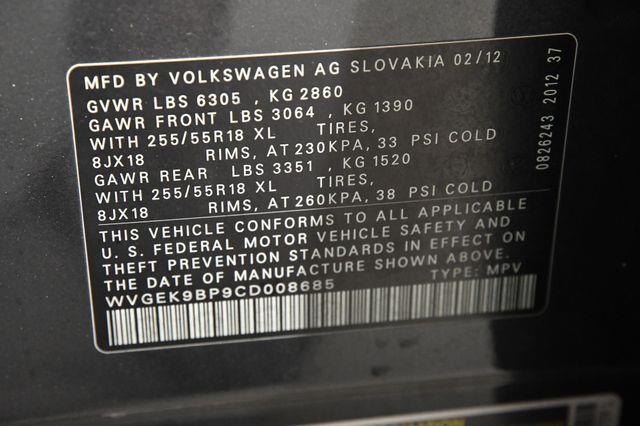 MFD BY VOLKSWAGEN AG SLOVAKIA 02/12
GVWR LBS 6305 , KG 2860
GAWR FRONT LBS 3064 , KG 1390
WITH 255/55R18 XL TIRES,
8JX18 RIMS, AT 230KPA, 33 PSI COLD
GAWR REAR LBS 3351 , KG 1520
WITH 255/55R18 XL TIRES,
8JX18 RIMS, AT 260KPA, 38 PSI COLD
THIS VEHICLE CONFORMS TO ALL APPLICABLE
U. S. FEDERAL MOTOR VEHICLE SAFETY AND
THEFT PREVENTION STANDARDS IN EFFECT ON
THE DATE OF MANUFACTURE SHOWN ABOVE.
WVGEK9BP9CD008685 TYPE: MPV
0826243 2012 37